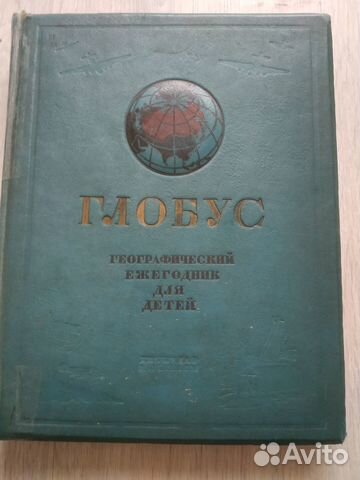 ГЛОБУС
ГЕОГРАФИЧЕСКИЙ
ЕЖЕГОДНИК
ДЛЯ
ДЕТЕЙ
Avito